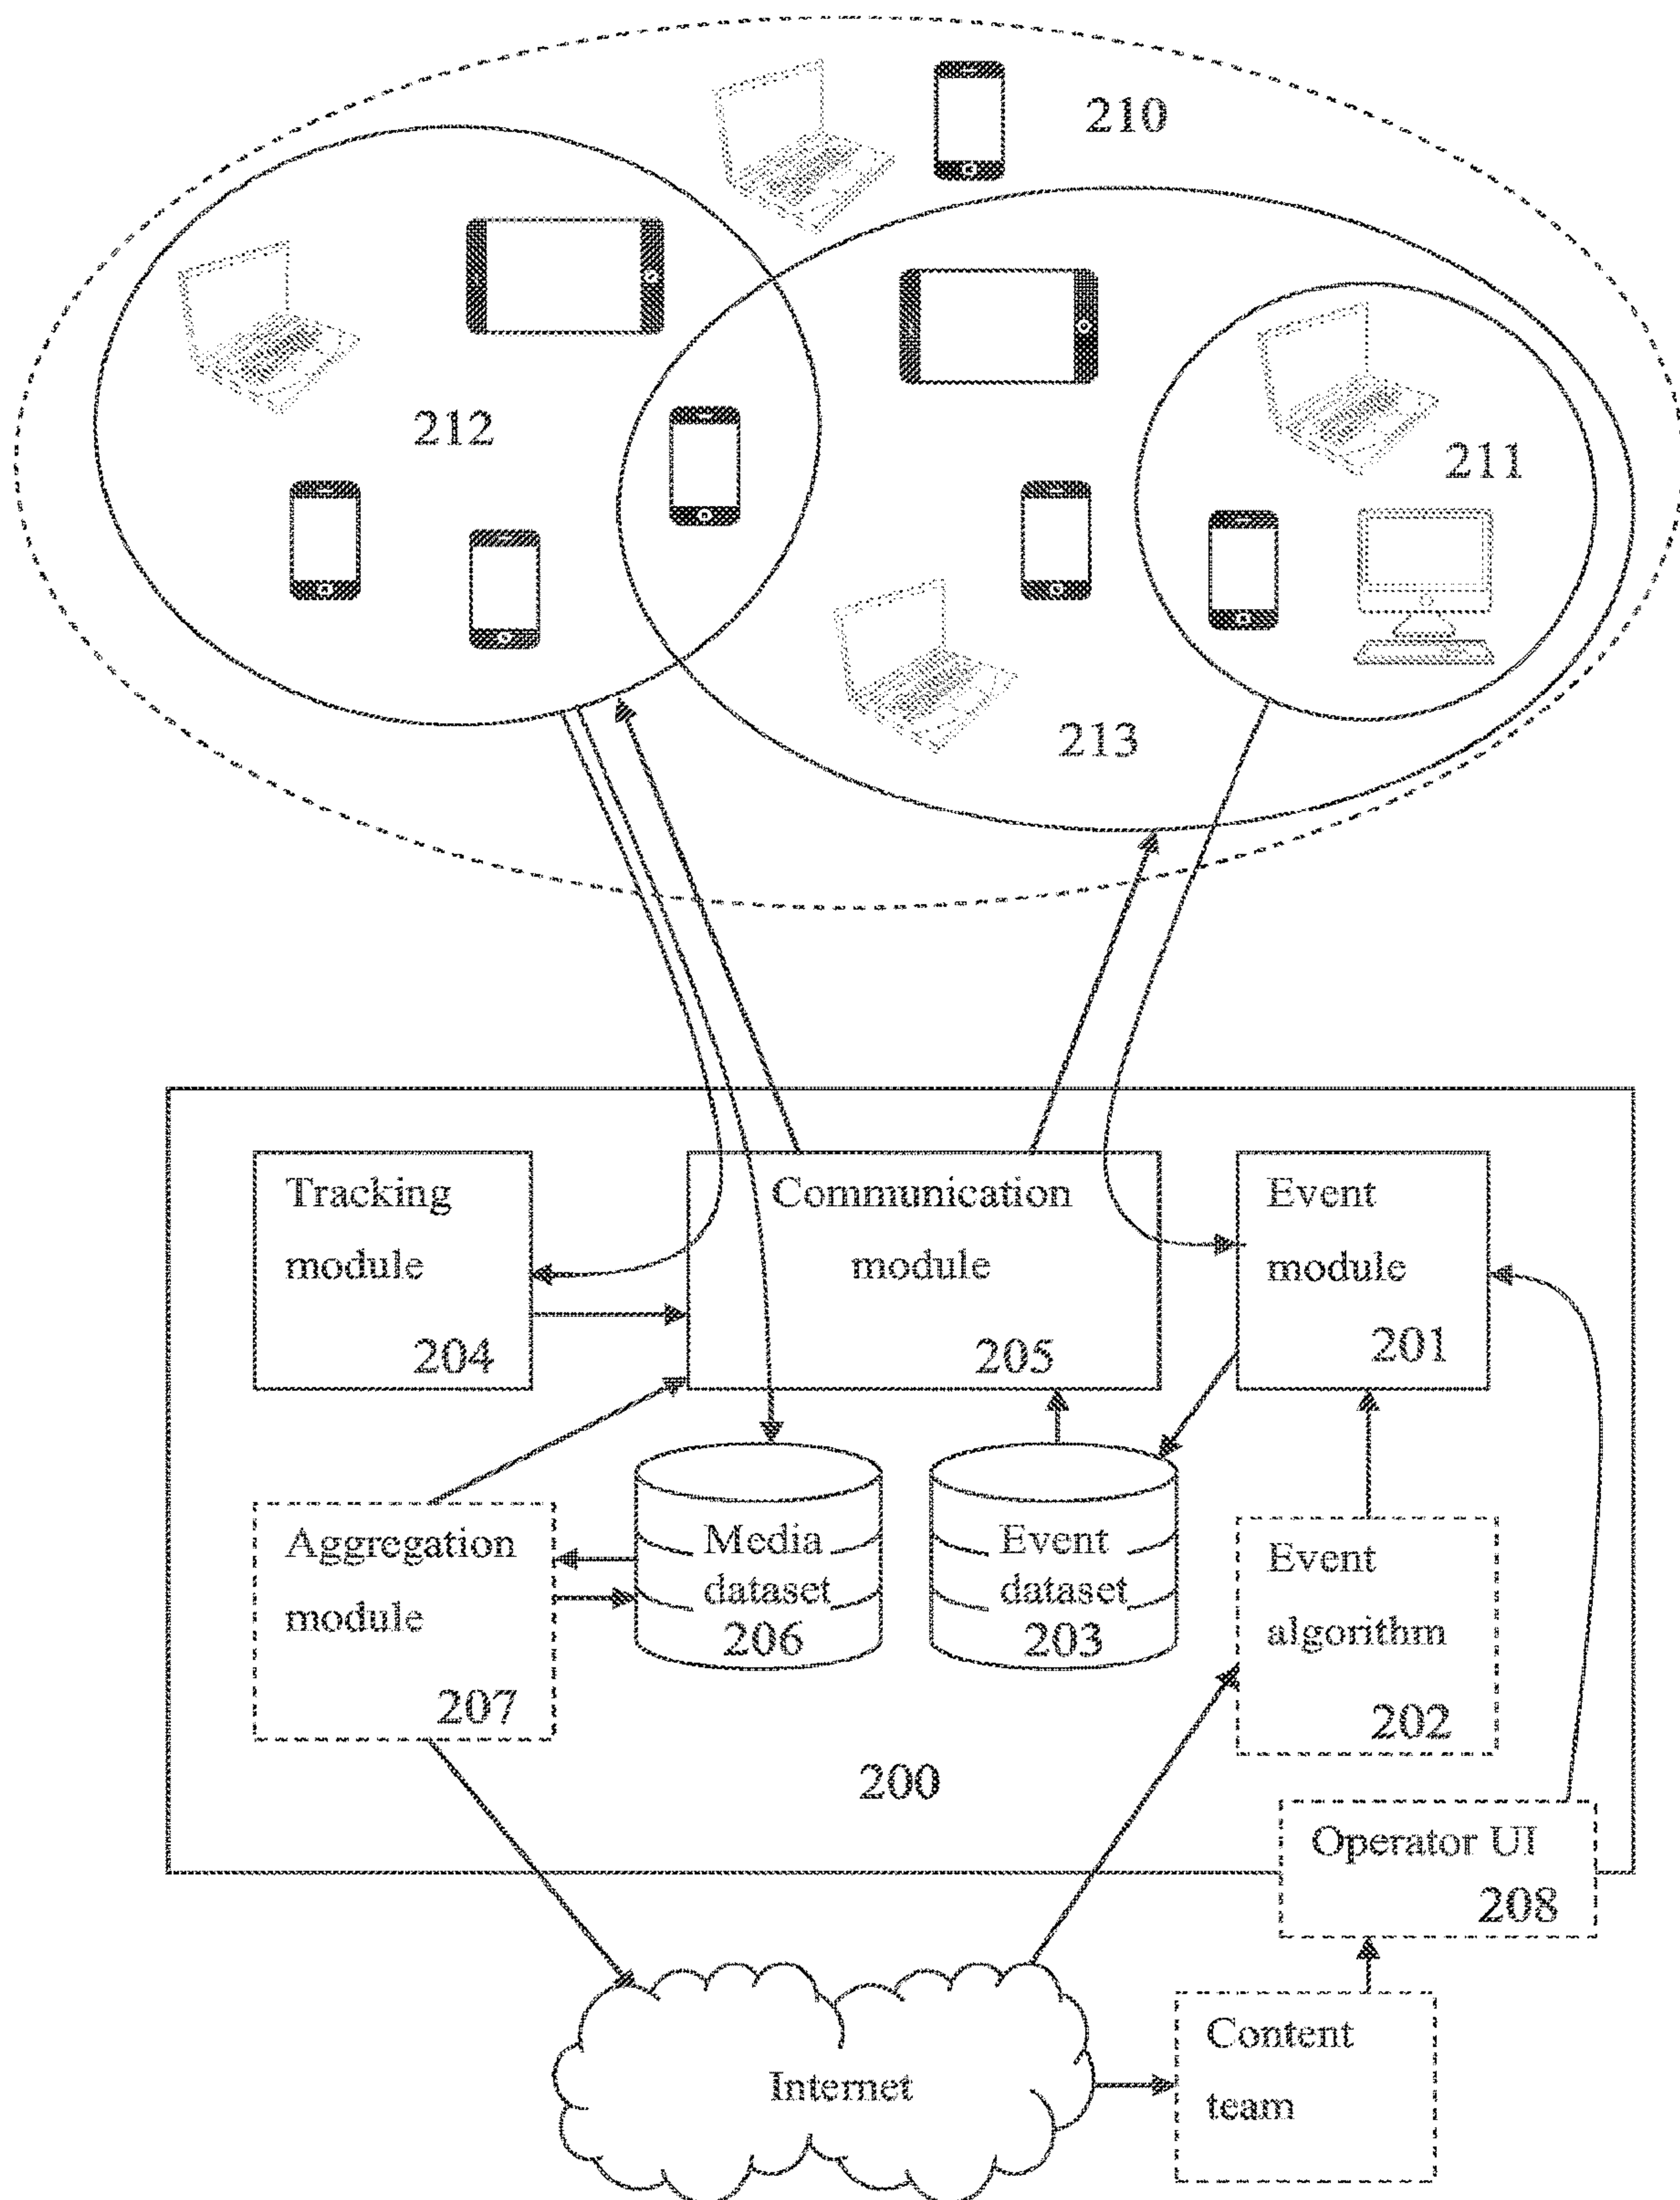 210
212
211
213
Tracking
module
204
Communication
module
205
Event
module
201
Aggregation
module
207
Media
dataset
206
Event
dataset
203
Event
algorithm
202
200
Operator UI
208
Internet
Content
team